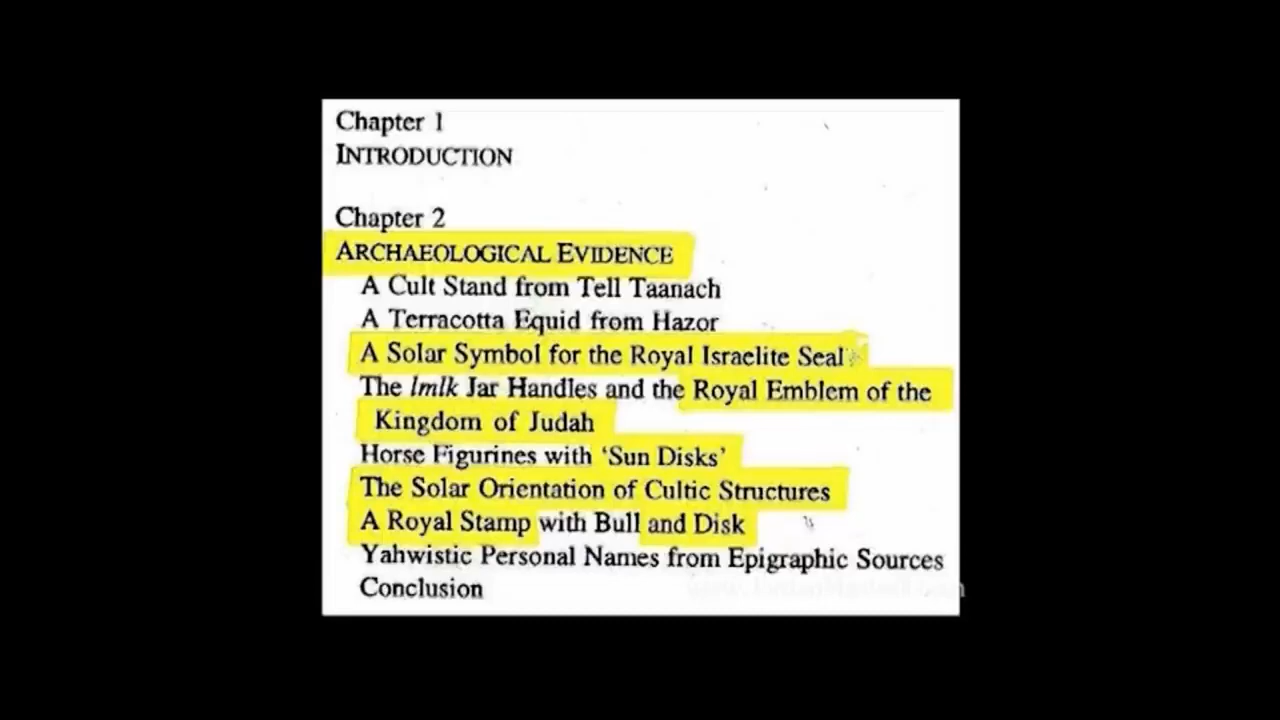 Chapter 1
INTRODUCTION
Chapter 2
ARCHAEOLOGICAL EVIDENCE
A Cult Stand from Tell Taanach
A Terracotta Equid from Hazor
A Solar Symbol for the Royal Israelite Seal
The lmlk Jar Handles and the Royal Emblem of the
Kingdom of Judah
Horse Figurines with ‘Sun Disks’
The Solar Orientation of Cultic Structures
A Royal Stamp with Bull and Disk
Yahwistic Personal Names from Epigraphic Sources
Conclusion